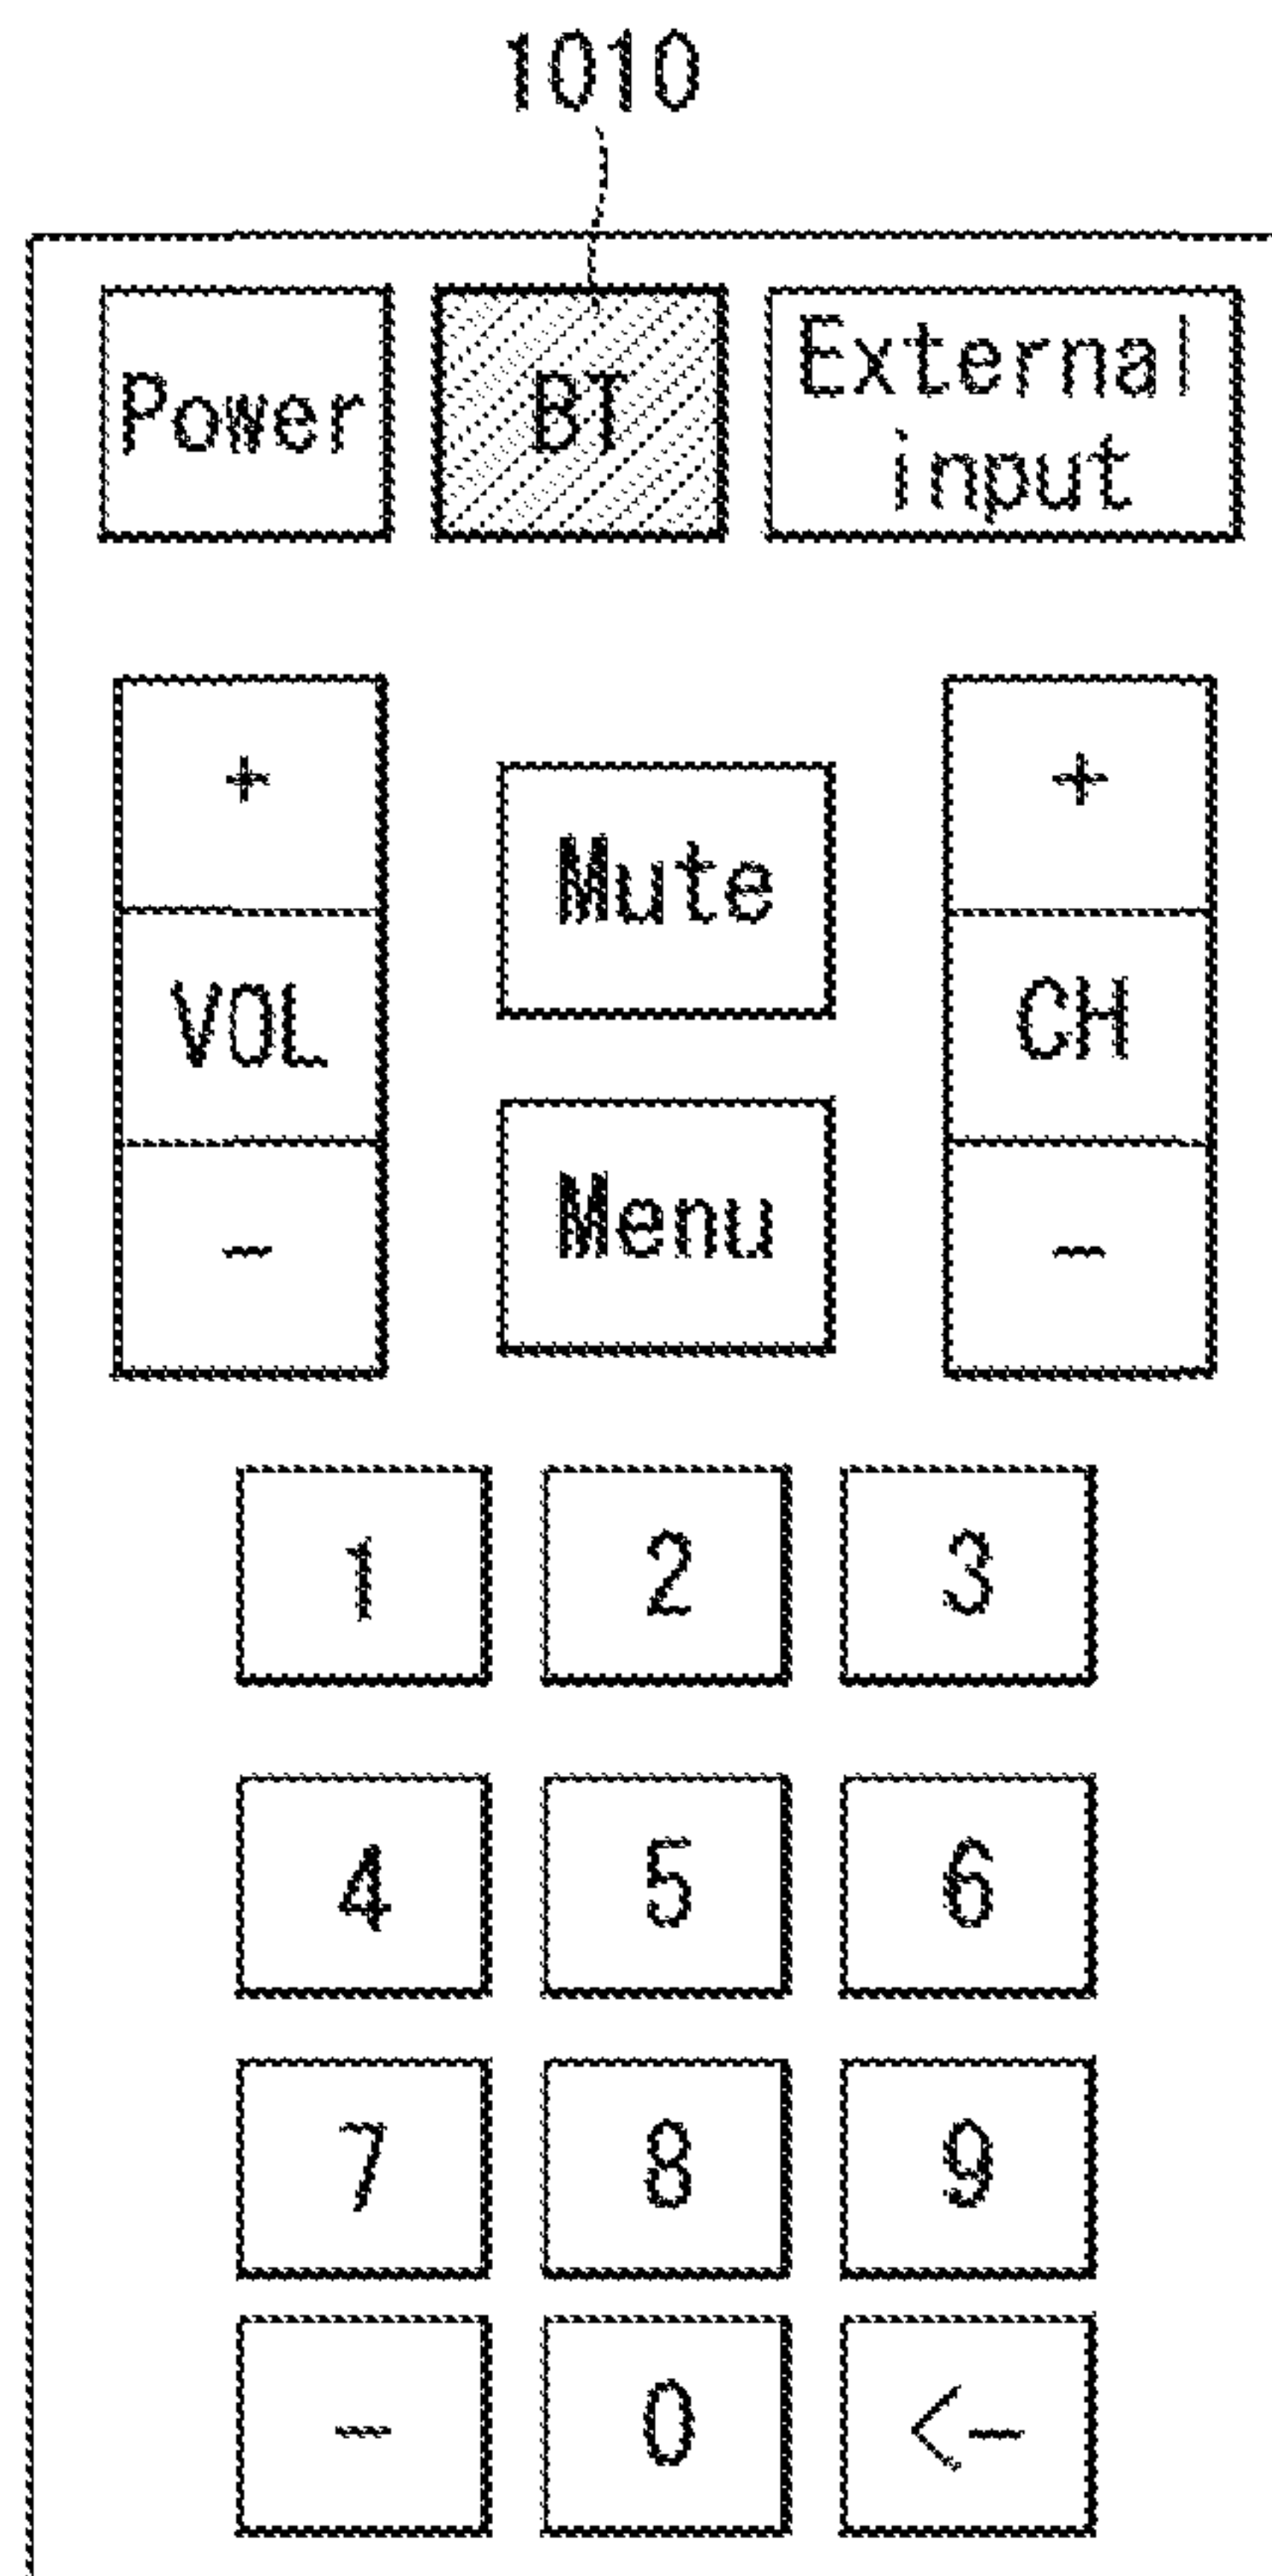 1010
Power BT External
input
+ +
Mute
VOL CH
Menu
- -
1 2 3
4 5 6
7 8 9
- 0 <-